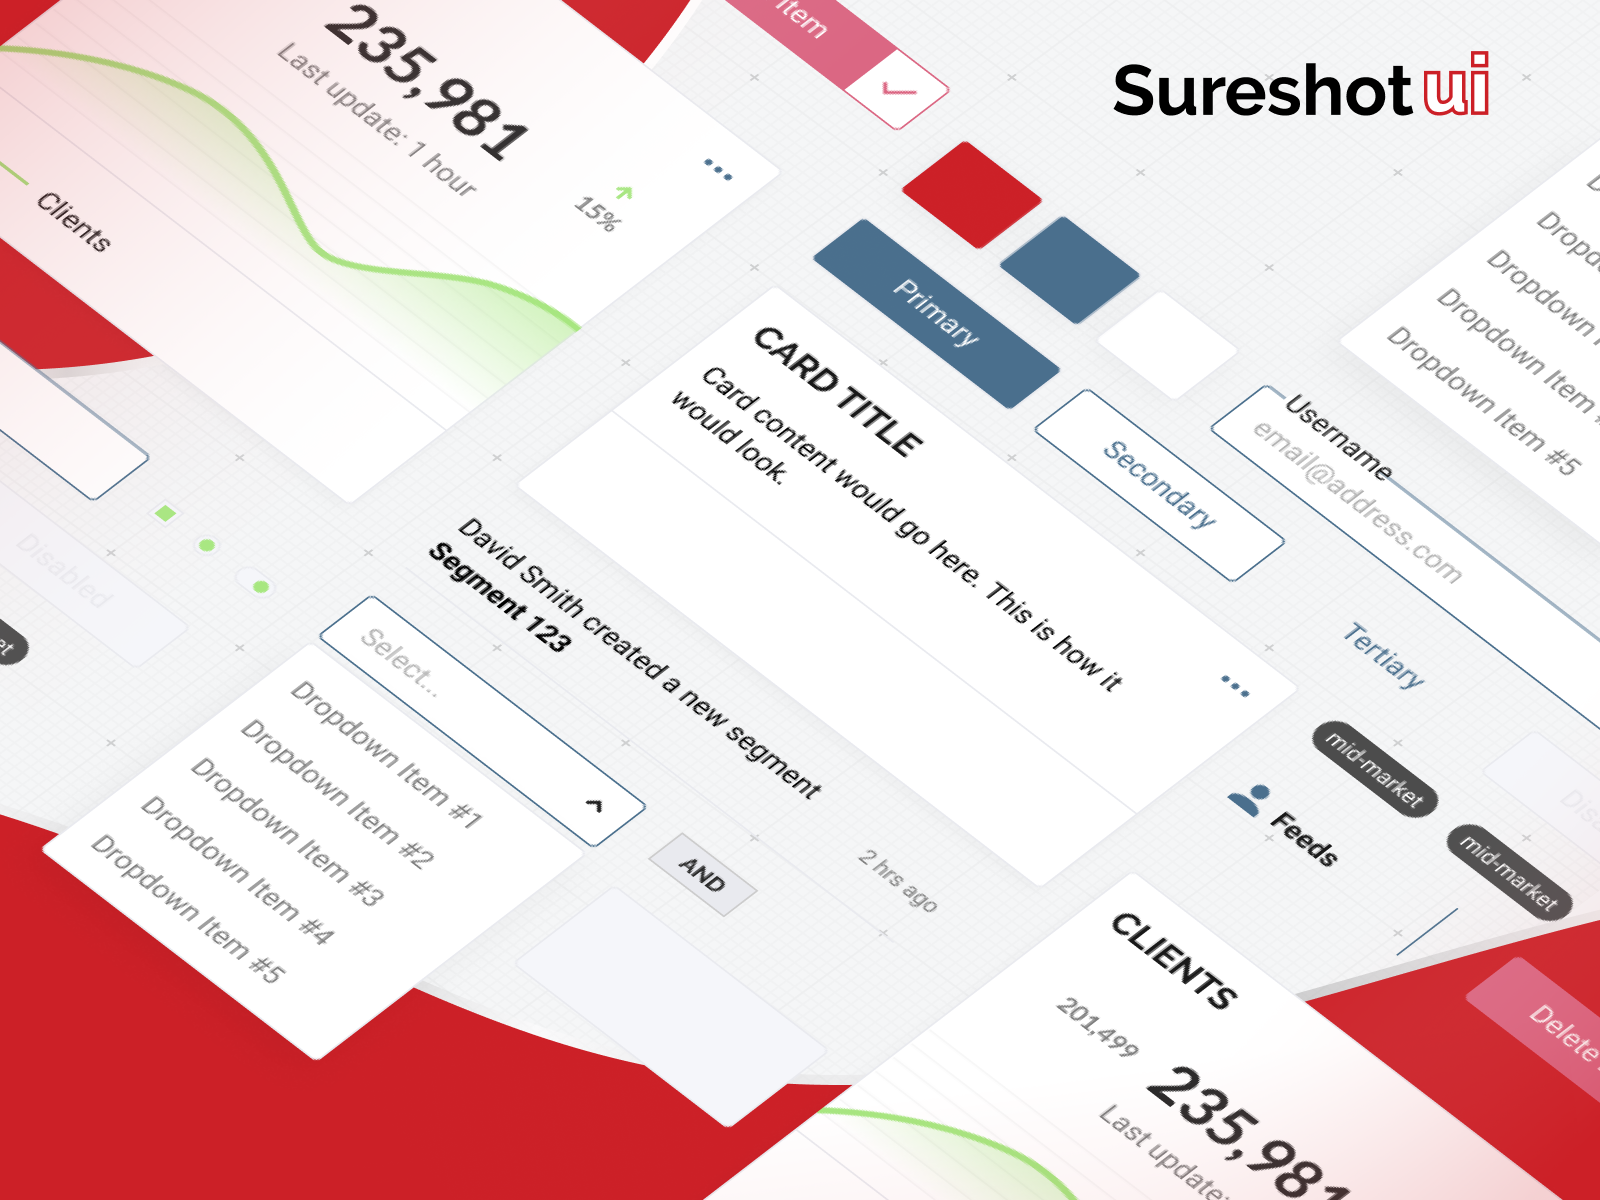 Item
Sureshot ui
235,981
Last update: 1 hour
15%
Clients
Primary
Secondary
Tertiary
CARD TITLE
Card content would go here. This is how it
would look.
Username
email@address.com
Dropdown Item
Dropdown Item #5
Disabled
David Smith created a new segment
Segment 123
2 hrs ago
Select...
Dropdown Item #1
Dropdown Item #2
Dropdown Item #3
Dropdown Item #4
Dropdown Item #5
AND
mid-market
mid-market
Feeds
CLIENTS
201,499
235,981
Last update:
Delete